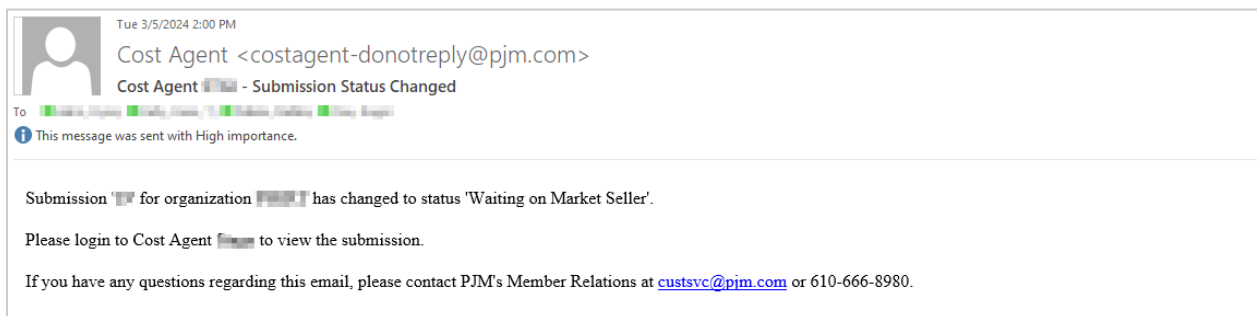 Tue 3/5/2024 2:00 PM
Cost Agent <costagent-donotreply@pjm.com>
Cost Agent - Submission Status Changed
To
This message was sent with High importance.
Submission ' ' for organization has changed to status 'Waiting on Market Seller'.
Please login to Cost Agent to view the submission.
If you have any questions regarding this email, please contact PJM's Member Relations at custsvc@pjm.com or 610-666-8980.